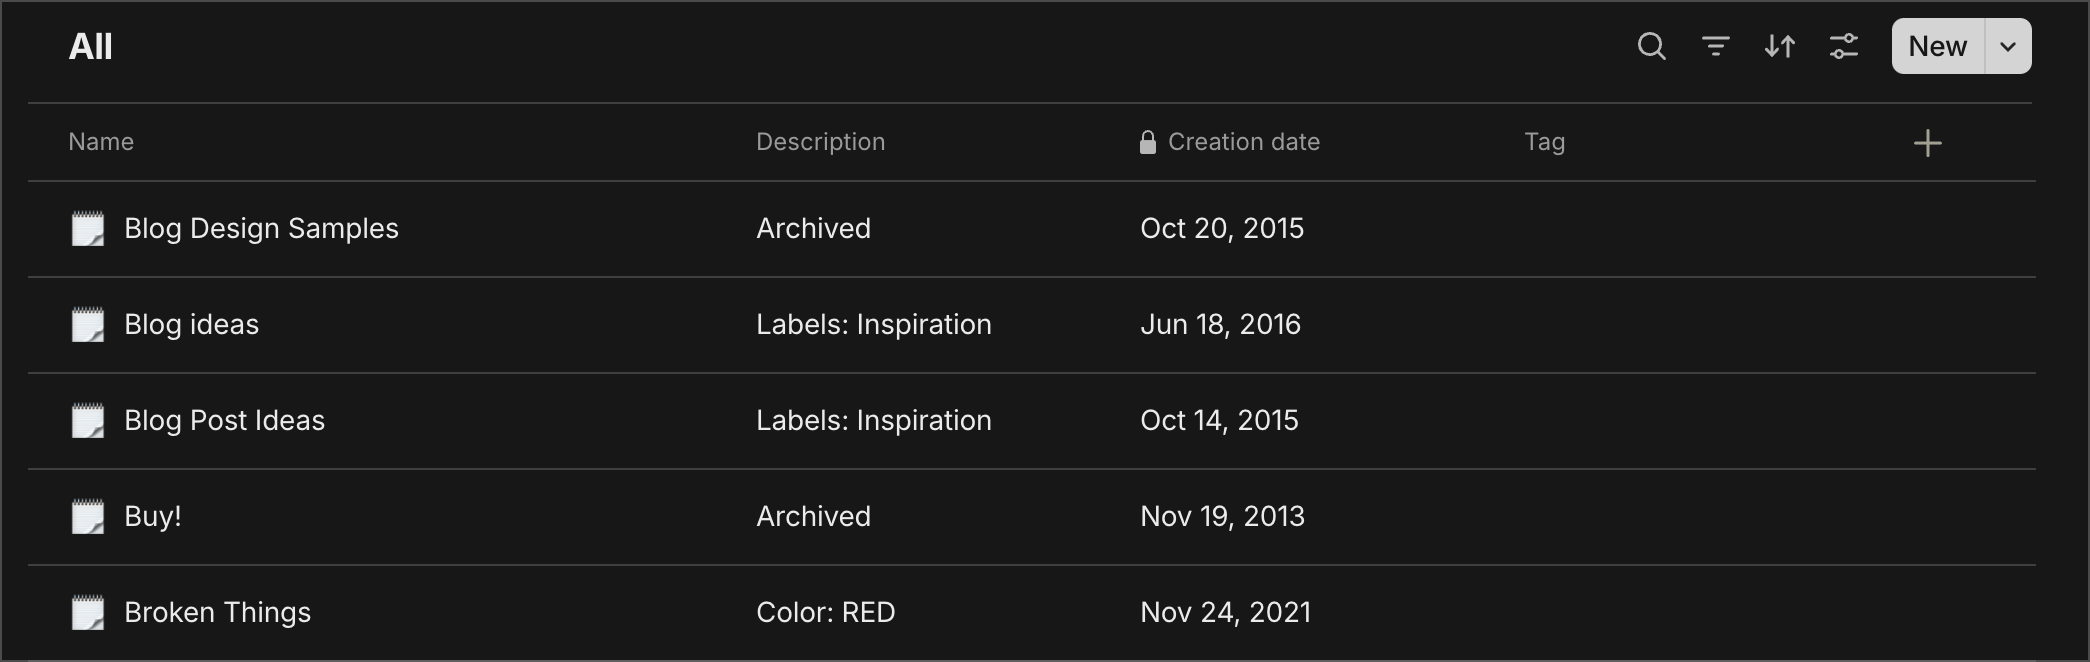 All
New
Name Description Creation date Tag
Blog Design Samples Archived Oct 20, 2015
Blog ideas Labels: Inspiration Jun 18, 2016
Blog Post Ideas Labels: Inspiration Oct 14, 2015
Buy! Archived Nov 19, 2013
Broken Things Color: RED Nov 24, 2021